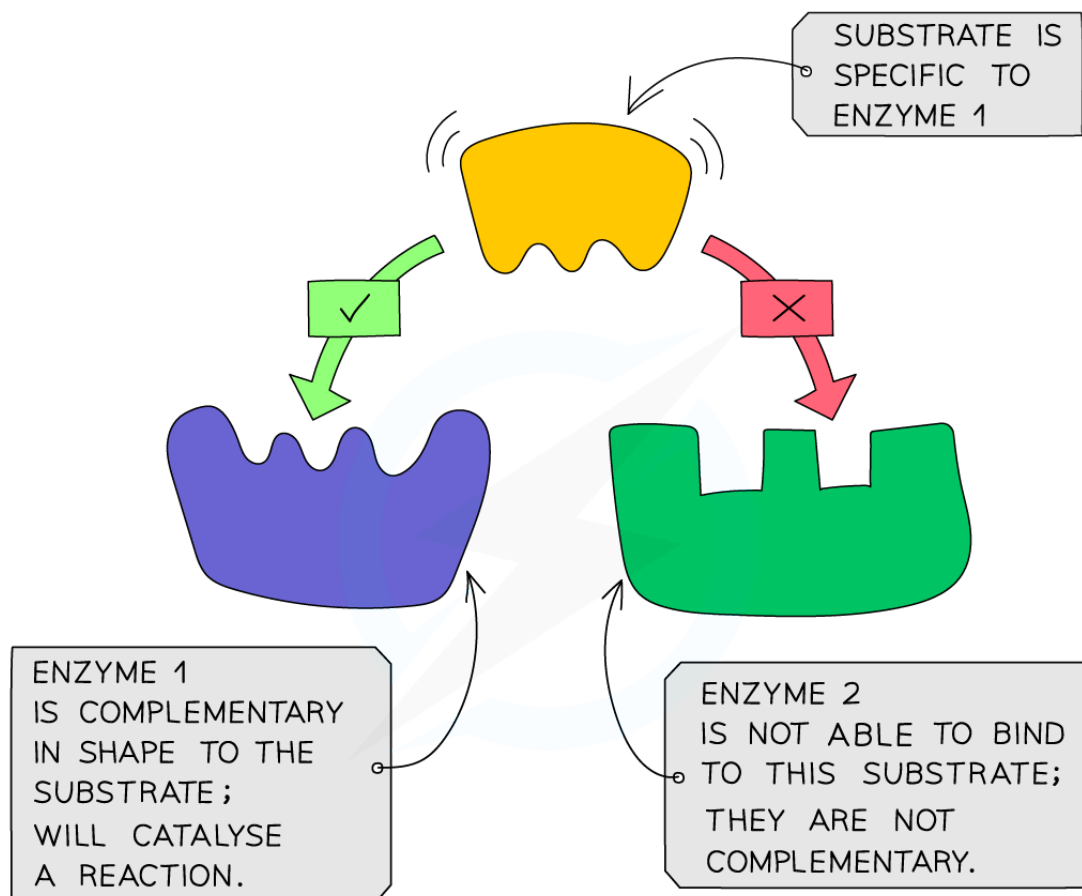 SUBSTRATE IS
SPECIFIC TO
ENZYME 1
ENZYME 1
IS COMPLEMENTARY
IN SHAPE TO THE
SUBSTRATE;
WILL CATALYSE
A REACTION.
ENZYME 2
IS NOT ABLE TO BIND
TO THIS SUBSTRATE;
THEY ARE NOT
COMPLEMENTARY.